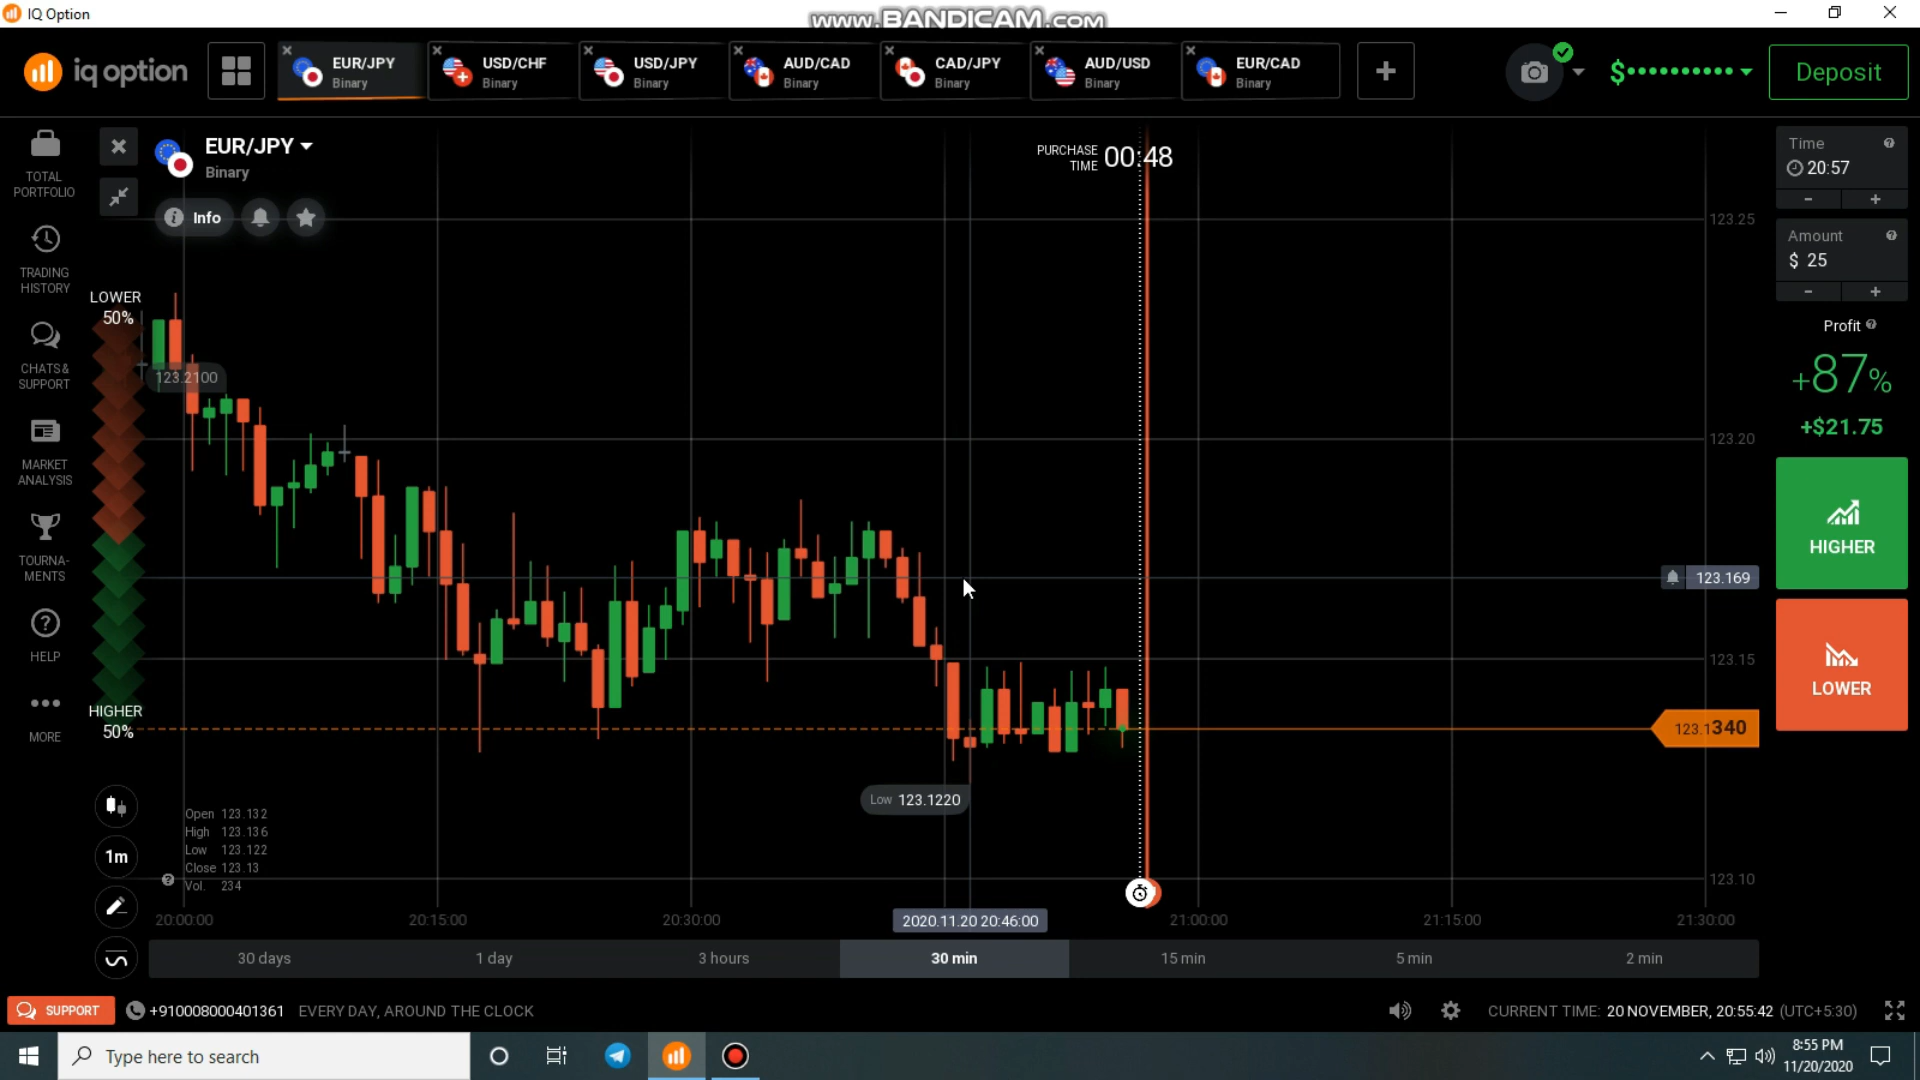 IQ Option
www.BANDICAM.com
iq option
EUR/JPY
Binary
USD/CHF
Binary
USD/JPY
Binary
AUD/CAD
Binary
CAD/JPY
Binary
AUD/USD
Binary
EUR/CAD
Binary
+
$••••••••••
Deposit
TOTAL
PORTFOLIO
TRADING
HISTORY
CHATS &
SUPPORT
MARKET
ANALYSIS
TOURNA-
MENTS
HELP
MORE
EUR/JPY
Binary
Info
PURCHASE
TIME
00:48
LOWER
50%
HIGHER
50%
123.2100
Low 123.1220
Open 123.132
High 123.136
Low 123.122
Close 123.13
Vol. 234
1m
123.25
123.20
123.169
123.15
123.1340
123.10
20:00:00
20:15:00
20:30:00
2020.11.20 20:46:00
21:00:00
21:15:00
21:30:00
30 days
1 day
3 hours
30 min
15 min
5 min
2 min
Time
20:57
- +
Amount
$ 25
- +
Profit
+87%
+$21.75
HIGHER
LOWER
SUPPORT
+910008000401361 EVERY DAY, AROUND THE CLOCK
CURRENT TIME: 20 NOVEMBER, 20:55:42 (UTC+5:30)
Type here to search
8:55 PM
11/20/2020